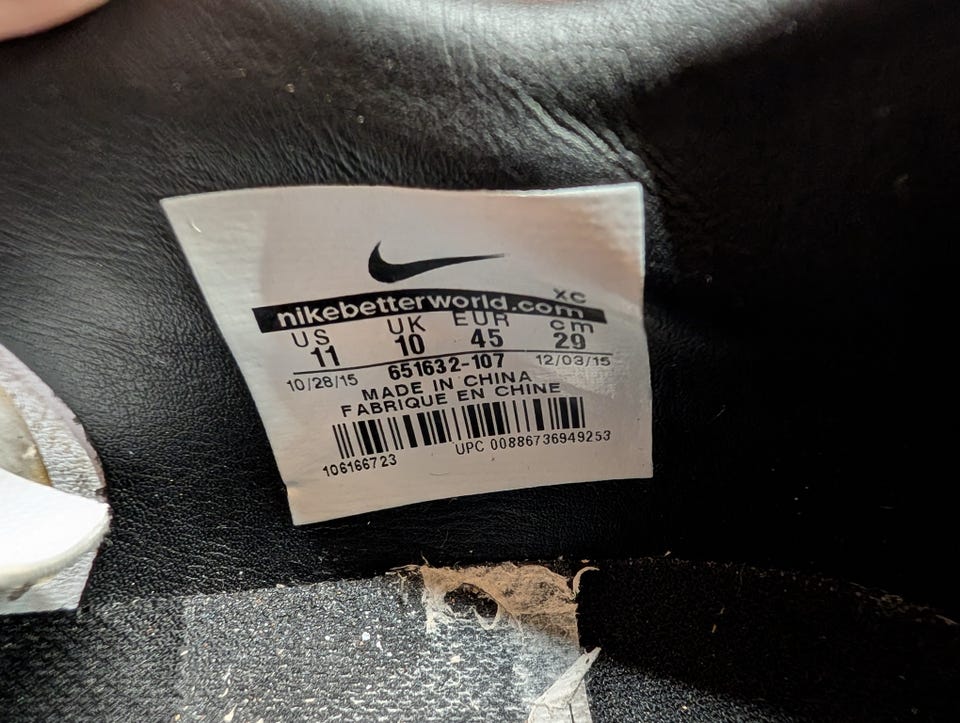 nikebetterworld.com XC
US UK EUR cm
11 10 45 29
10/28/15 651632-107 12/03/15
MADE IN CHINA
FABRIQUE EN CHINE
106166723 UPC 00886736949253